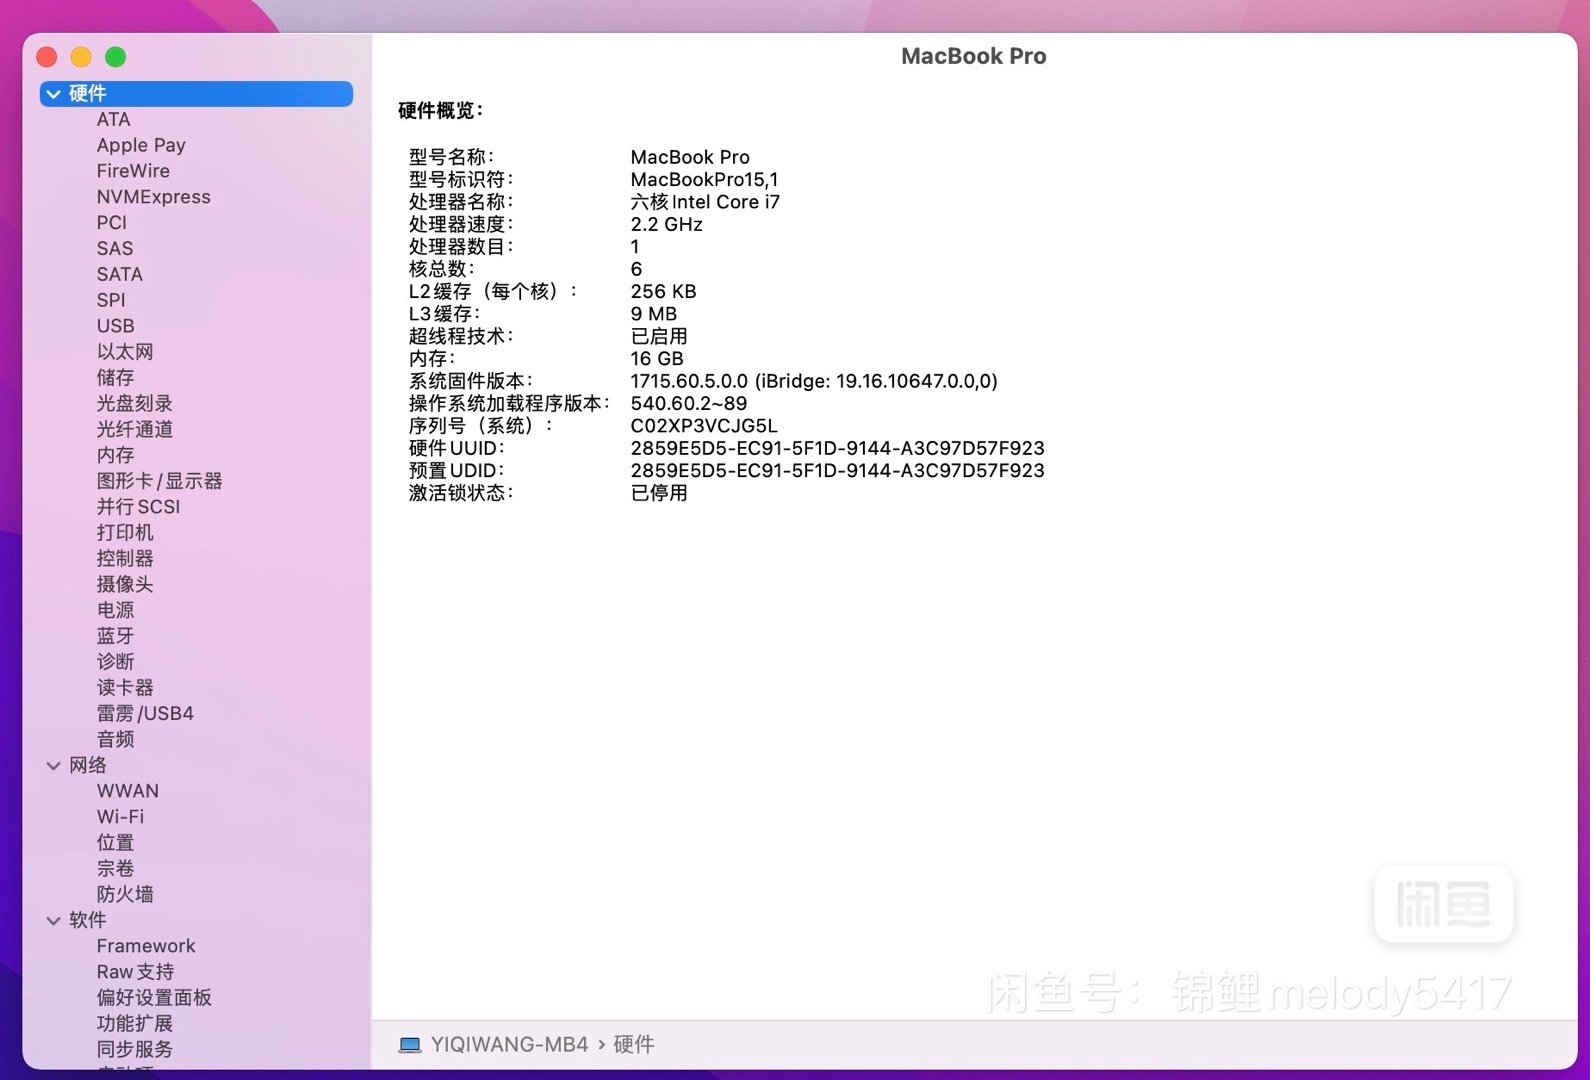 MacBook Pro
硬件
ATA
Apple Pay
FireWire
NVMExpress
PCI
SAS
SATA
SPI
USB
以太网
储存
光盘刻录
光纤通道
内存
图形卡/显示器
并行SCSI
打印机
控制器
摄像头
电源
蓝牙
诊断
读卡器
雷雳/USB4
音频
网络
WWAN
Wi-Fi
位置
宗卷
防火墙
软件
Framework
Raw支持
偏好设置面板
功能扩展
同步服务
硬件概览：
型号名称： MacBook Pro
型号标识符： MacBookPro15,1
处理器名称： 六核Intel Core i7
处理器速度： 2.2 GHz
处理器数目： 1
核总数： 6
L2缓存（每个核）： 256 KB
L3缓存： 9 MB
超线程技术： 已启用
内存： 16 GB
系统固件版本： 1715.60.5.0.0 (iBridge: 19.16.10647.0.0,0)
操作系统加载程序版本： 540.60.2~89
序列号（系统）： C02XP3VCJG5L
硬件UUID： 2859E5D5-EC91-5F1D-9144-A3C97D57F923
预置UDID： 2859E5D5-EC91-5F1D-9144-A3C97D57F923
激活锁状态： 已停用
闲鱼
闲鱼号：锦鲤melody5417
YIQIWANG-MB4 › 硬件